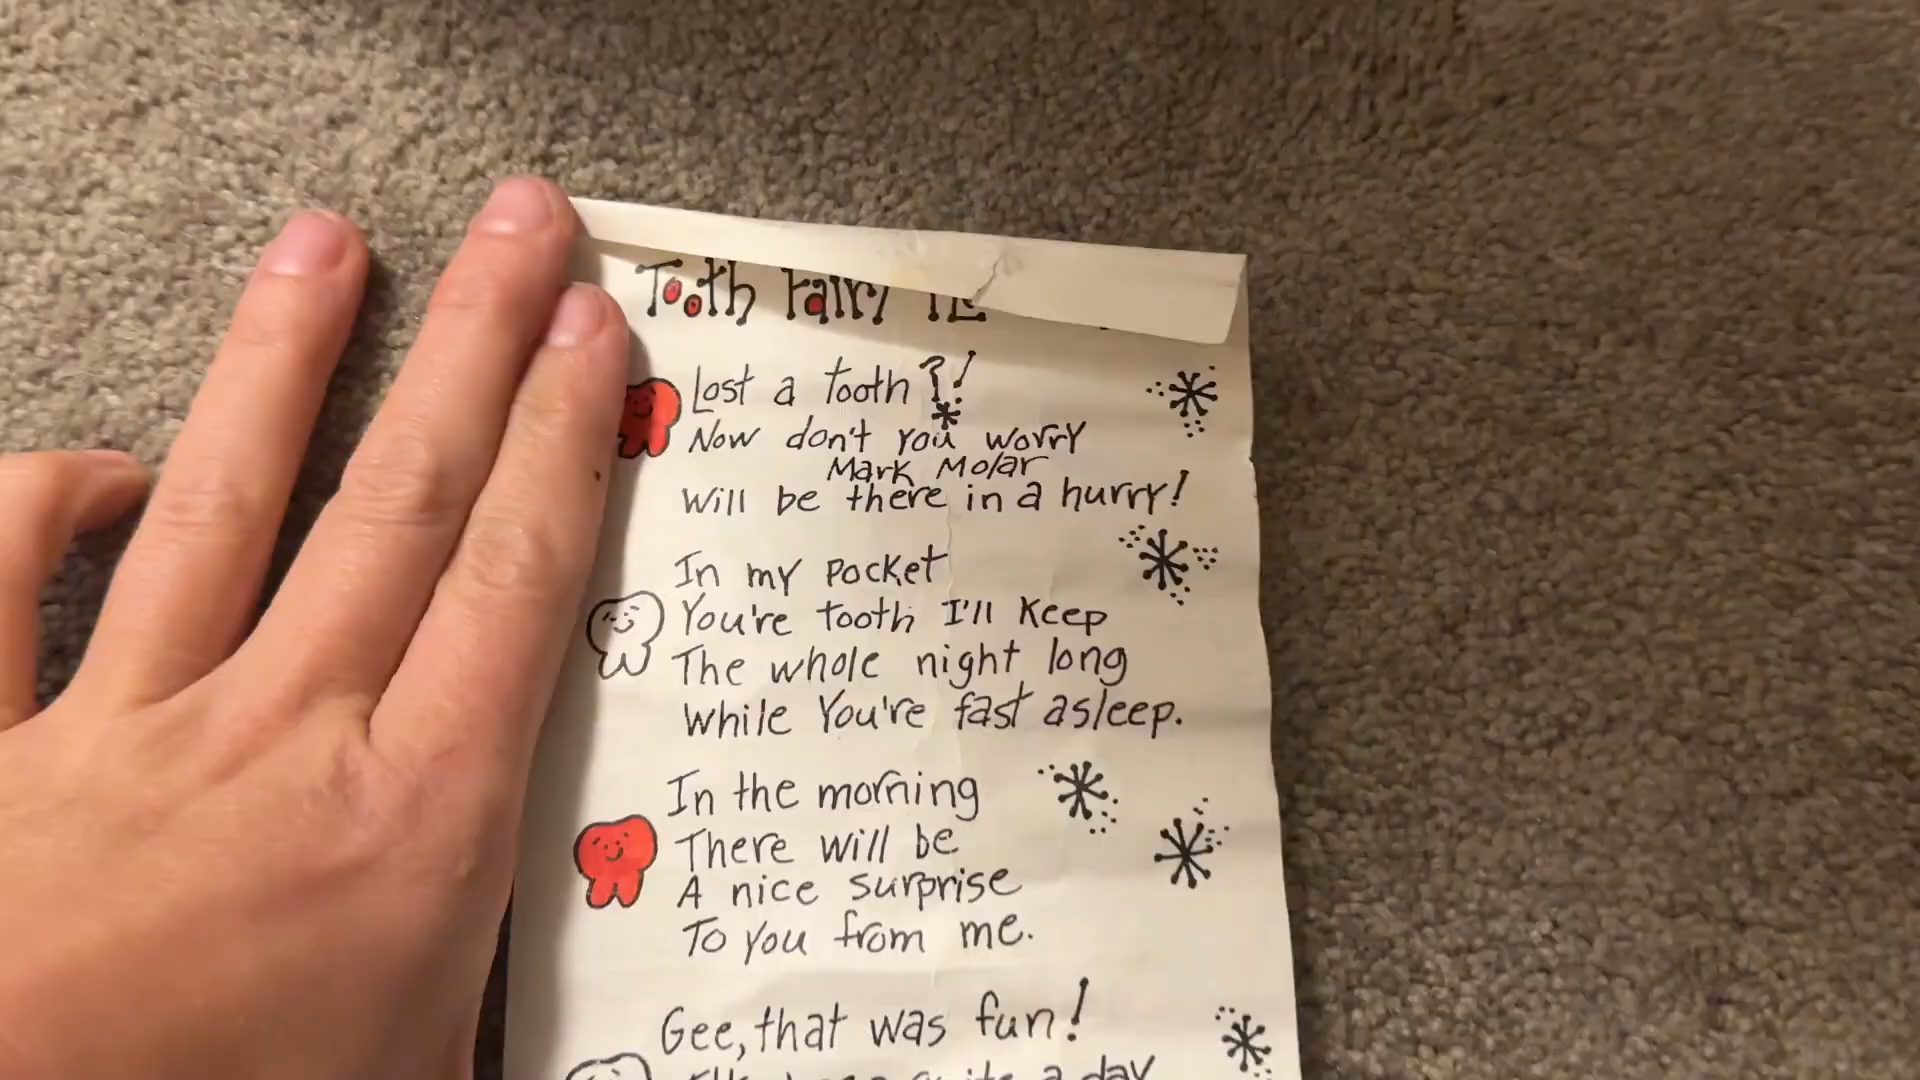 Tooth Fairy
Lost a tooth?!
Now don't you worry
Mark Molar
Will be there in a hurry!
In my pocket
You're tooth I'll keep
The whole night long
While You're fast asleep.
In the morning
There will be
A nice surprise
To you from me.
Gee, that was fun!
quite a day